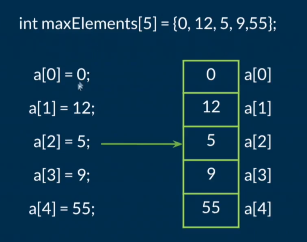 int maxElements[5] = {0, 12, 5, 9,55};
a[0] = 0; 0 a[0]
a[1] = 12; 12 a[1]
a[2] = 5; 5 a[2]
a[3] = 9; 9 a[3]
a[4] = 55; 55 a[4]